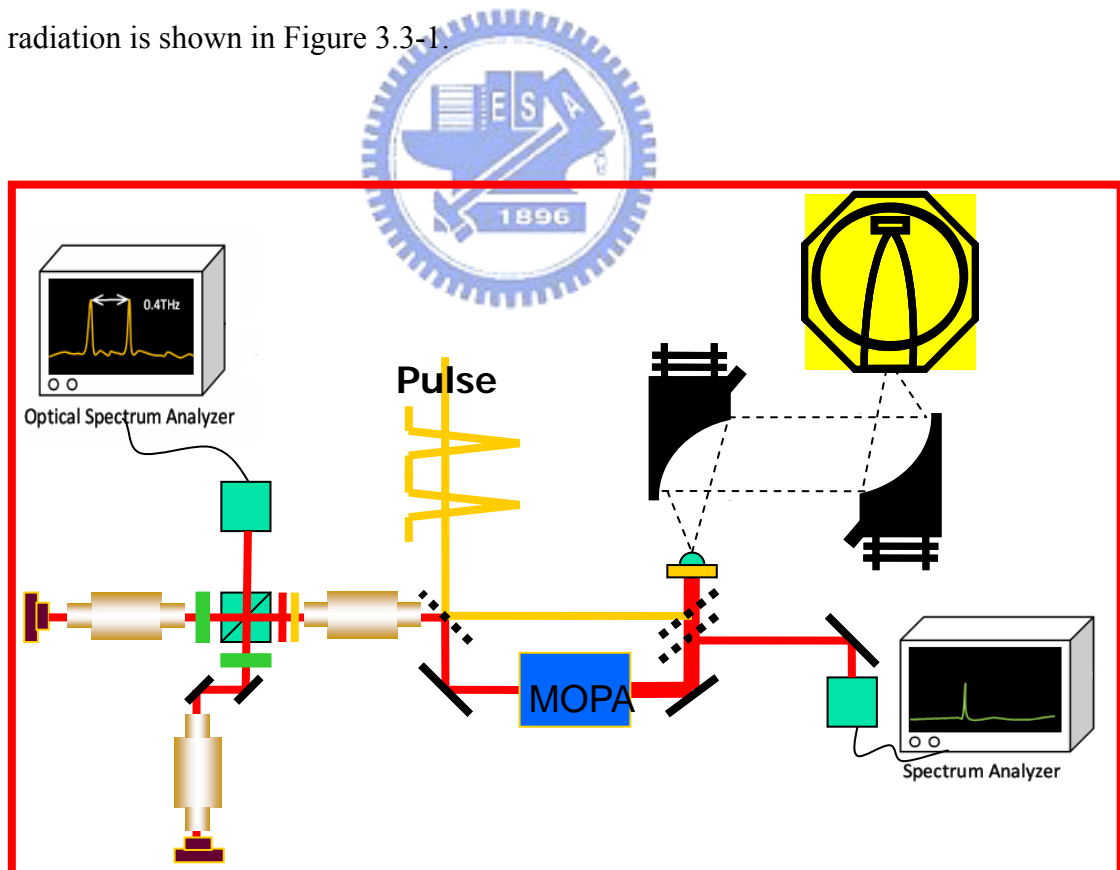 radiation is shown in Figure 3.3-1.
E S A
1896
0.4THz
Optical Spectrum Analyzer
Pulse
MOPA
Spectrum Analyzer